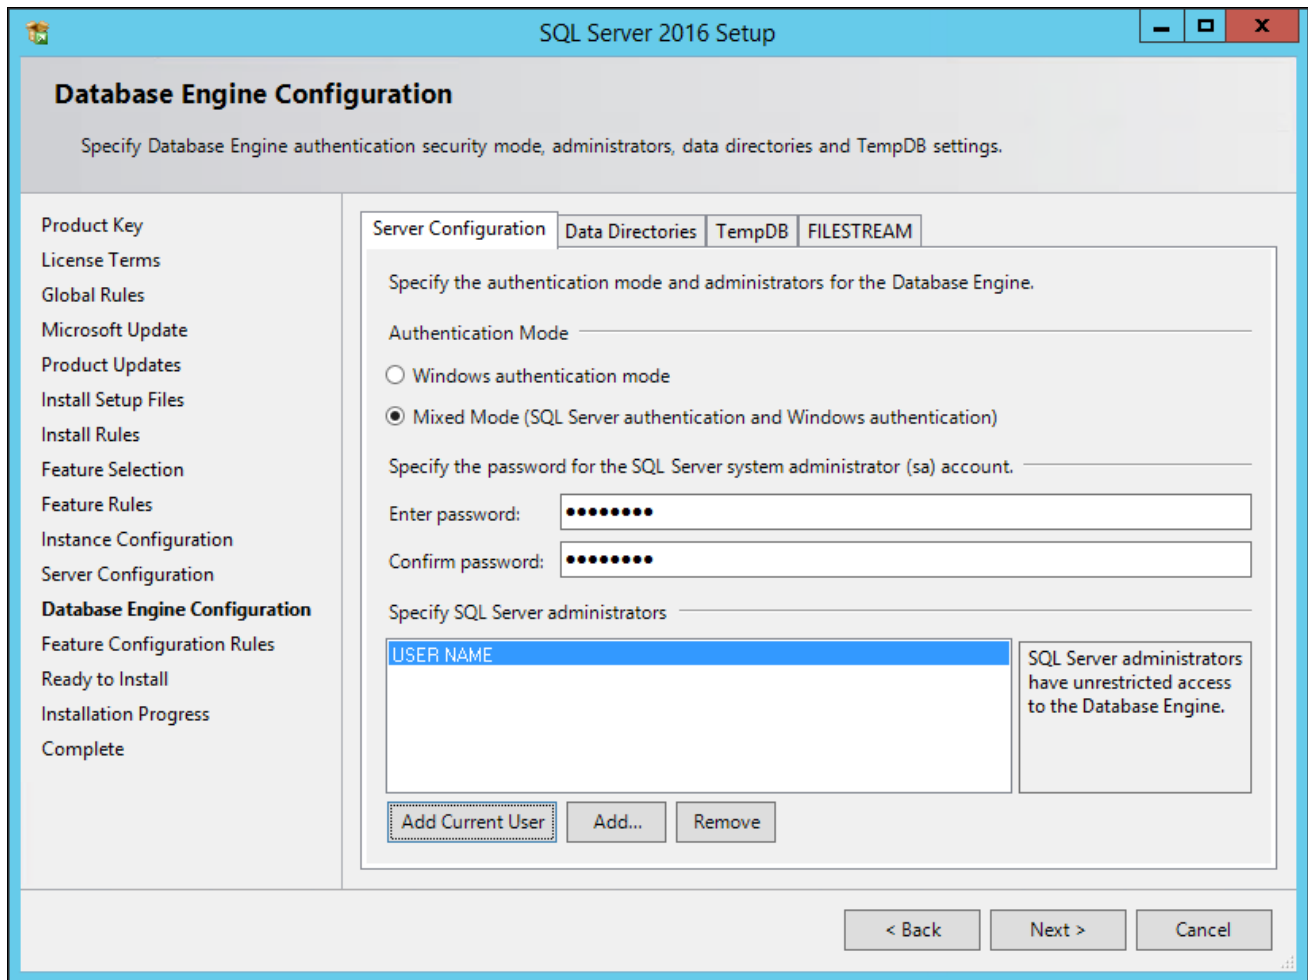 SQL Server 2016 Setup
X
Database Engine Configuration
Specify Database Engine authentication security mode, administrators, data directories and TempDB settings.
Product Key
License Terms
Global Rules
Microsoft Update
Product Updates
Install Setup Files
Install Rules
Feature Selection
Feature Rules
Instance Configuration
Server Configuration
Database Engine Configuration
Feature Configuration Rules
Ready to Install
Installation Progress
Complete
Server Configuration
Data Directories
TempDB
FILESTREAM
Specify the authentication mode and administrators for the Database Engine.
Authentication Mode
Windows authentication mode
Mixed Mode (SQL Server authentication and Windows authentication)
Specify the password for the SQL Server system administrator (sa) account.
Enter password: ●●●●●●●●
Confirm password: ●●●●●●●●
Specify SQL Server administrators
USER NAME
SQL Server administrators
have unrestricted access
to the Database Engine.
Add Current User
Add...
Remove
< Back
Next >
Cancel